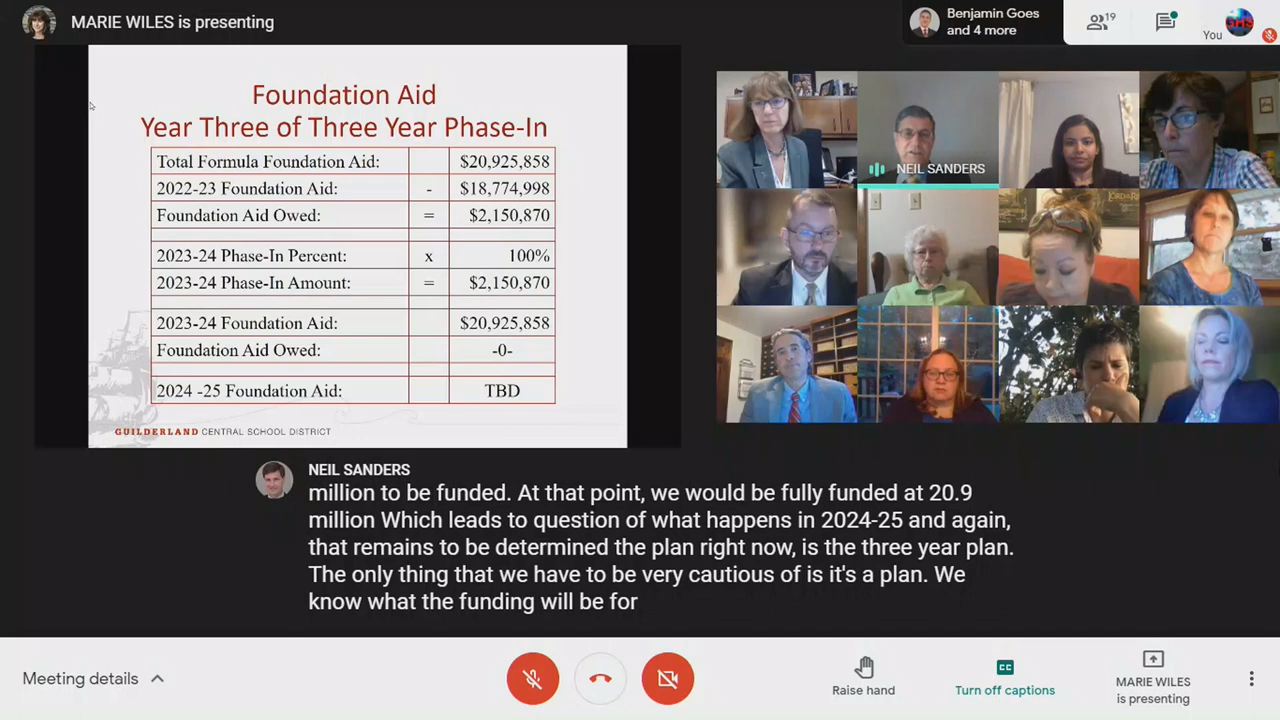 MARIE WILES is presenting
Benjamin Goes
and 4 more
19
You
Foundation Aid
Year Three of Three Year Phase-In
Total Formula Foundation Aid: $20,925,858
2022-23 Foundation Aid: - $18,774,998
Foundation Aid Owed: = $2,150,870
2023-24 Phase-In Percent: x 100%
2023-24 Phase-In Amount: = $2,150,870
2023-24 Foundation Aid: $20,925,858
Foundation Aid Owed: -0-
2024 -25 Foundation Aid: TBD
GUILDERLAND CENTRAL SCHOOL DISTRICT
NEIL SANDERS
NEIL SANDERS
million to be funded. At that point, we would be fully funded at 20.9
million Which leads to question of what happens in 2024-25 and again,
that remains to be determined the plan right now, is the three year plan.
The only thing that we have to be very cautious of is it's a plan. We
know what the funding will be for
Meeting details
Raise hand
CC
Turn off captions
MARIE WILES
is presenting